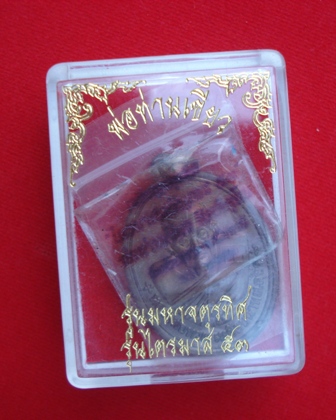 พ่อท่านเขียว
รุ่นมหาจตุรทิศ
รุ่นไตรมาส ๕๓